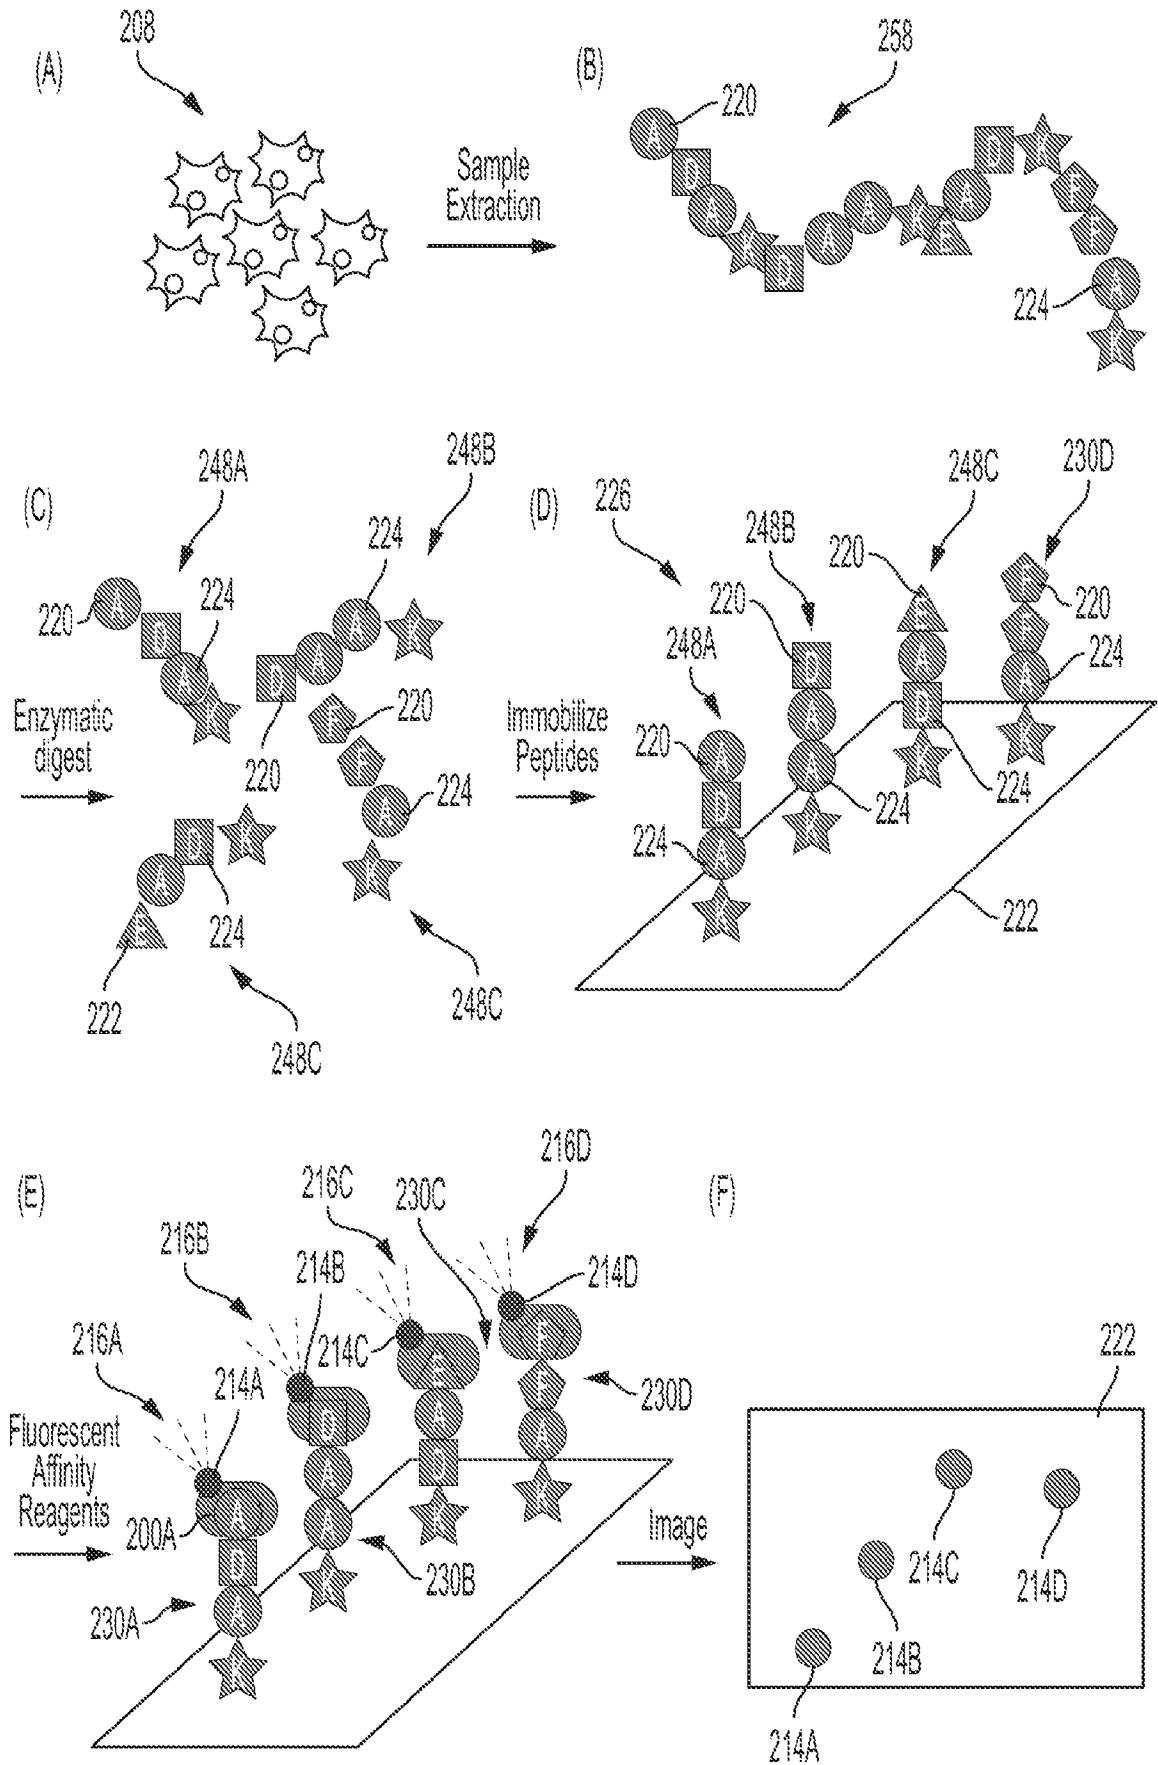 (A)
208
Sample
Extraction
(B)
258
220
A
D
A
K
D
A
A
K
E
A
D
K
F
F
224
A
K
(C)
248A
248B
220
A
D
224
A
K
224
D
A
A
K
220
F
220
F
A
224
K
Enzymatic
digest
K
D
A
E
222
224
248C
248C
(D)
226
248B
248C
230D
220
220
220
248A
220
A
D
224
A
K
D
A
A
K
224
E
A
D
K
224
F
F
A
K
224
Immobilize
Peptides
222
(E)
216A
216B
216C
230C
216D
214A
214B
214C
214D
Fluorescent
Affinity
Reagents
200A
230A
A
D
A
K
D
A
A
K
230B
E
A
D
K
F
F
A
K
230D
Image
(F)
222
214C
214D
214B
214A